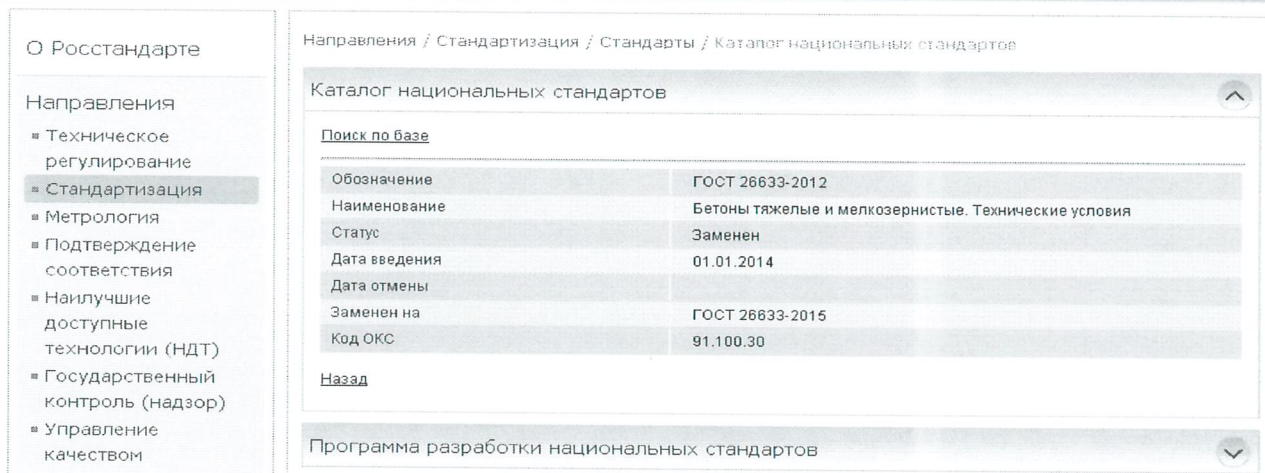 О Росстандарте
Направления
Техническое
регулирование
Стандартизация
Метрология
Подтверждение
соответствия
Наилучшие
доступные
технологии (НДТ)
Государственный
контроль (надзор)
Управление
качеством
Направления / Стандартизация / Стандарты / Каталог национальных стандартов
Каталог национальных стандартов
Поиск по базе
Обозначение ГОСТ 26633-2012
Наименование Бетоны тяжелые и мелкозернистые. Технические условия
Статус Заменен
Дата введения 01.01.2014
Дата отмены
Заменен на ГОСТ 26633-2015
Код ОКС 91.100.30
Назад
Программа разработки национальных стандартов